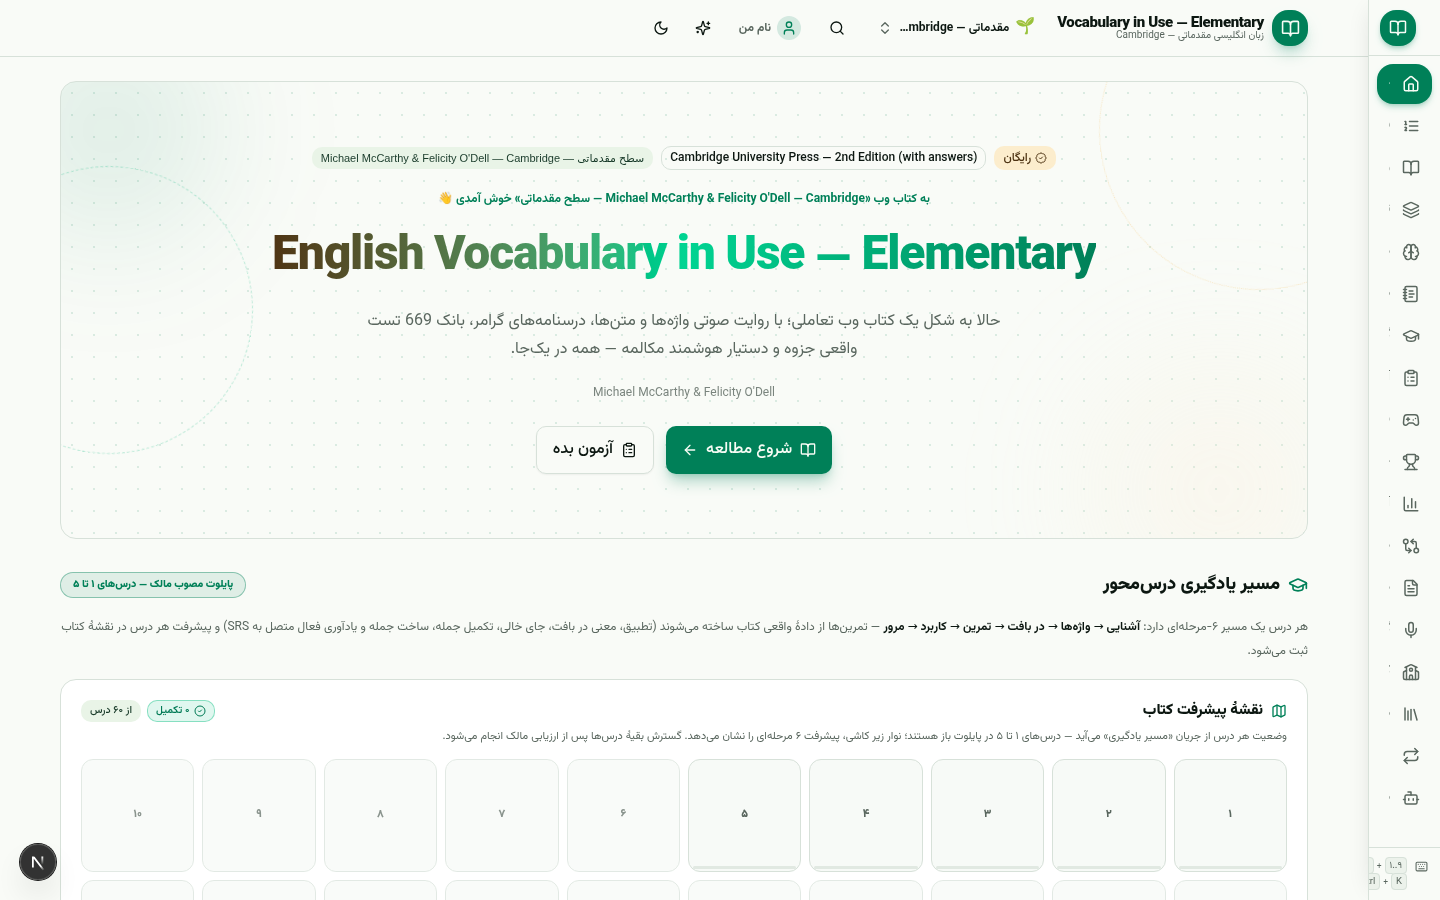 Vocabulary in Use — Elementary
زبان انگلیسی مقدماتی — Cambridge
مقدماتی — mbridge...
نام من
رایگان
Cambridge University Press — 2nd Edition (with answers)
Michael McCarthy & Felicity O'Dell — Cambridge — سطح مقدماتی
به کتاب وب «Michael McCarthy & Felicity O'Dell — Cambridge — سطح مقدماتی» خوش آمدی 👋
English Vocabulary in Use — Elementary
حالا به شکل یک کتاب وب تعاملی؛ با روایت صوتی واژه‌ها و متن‌ها، درسنامه‌های گرامر، بانک 669 تست
واقعی جزوه و دستیار هوشمند مکالمه — همه در یک‌جا.
Michael McCarthy & Felicity O'Dell
شروع مطالعه
آزمون بده
مسیر یادگیری درس‌محور
پایلوت مصوب مالک — درس‌های ۱ تا ۵
هر درس یک مسیر ۶-مرحله‌ای دارد: آشنایی → واژه‌ها → در بافت → تمرین → کاربرد → مرور — تمرین‌ها از دادهٔ واقعی کتاب ساخته می‌شوند (تطبیق، معنی در بافت، جای خالی، تکمیل جمله، ساخت جمله و یادآوری فعال متصل به SRS) و پیشرفت هر درس در نقشهٔ کتاب
ثبت می‌شود.
نقشهٔ پیشرفت کتاب
۰ تکمیل
از ۶۰ درس
وضعیت هر درس از جریان «مسیر یادگیری» می‌آید — درس‌های ۱ تا ۵ در پایلوت باز هستند؛ نوار زیر کاشی، پیشرفت ۶ مرحله‌ای را نشان می‌دهد. گسترش بقیهٔ درس‌ها پس از ارزیابی مالک انجام می‌شود.
۱
۲
۳
۴
۵
۶
۷
۸
۹
۱۰
+ ۱..۹
+ K